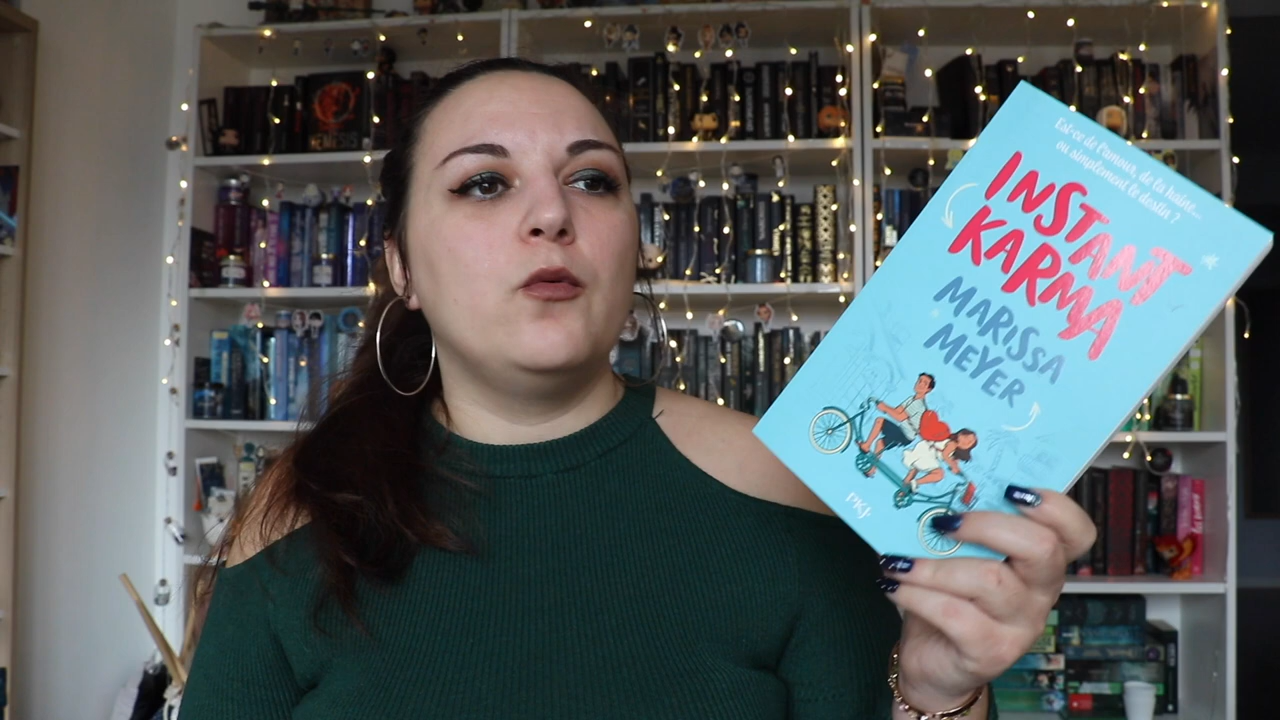 Est-ce de l'amour, de la haine...
ou simplement le destin ?
INSTANT
KARMA
MARISSA
MEYER
PKJ